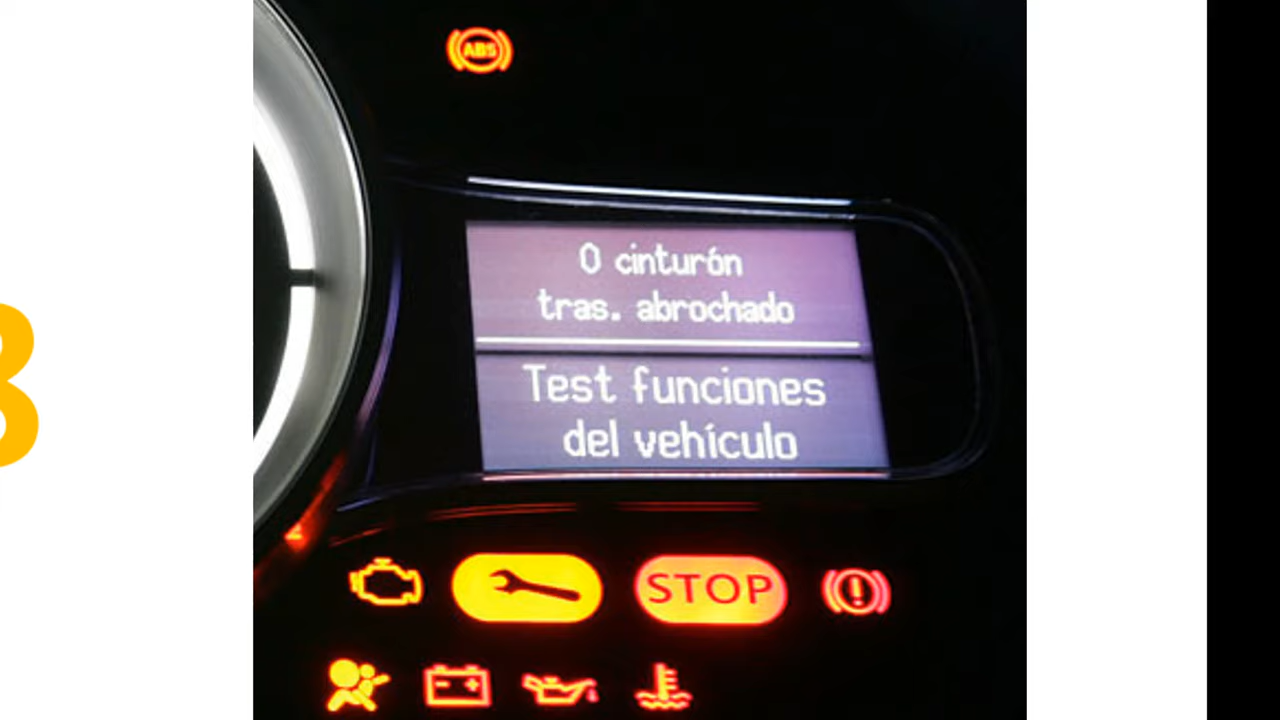 ABS
0 cinturón
tras. abrochado
Test funciones
del vehículo
STOP